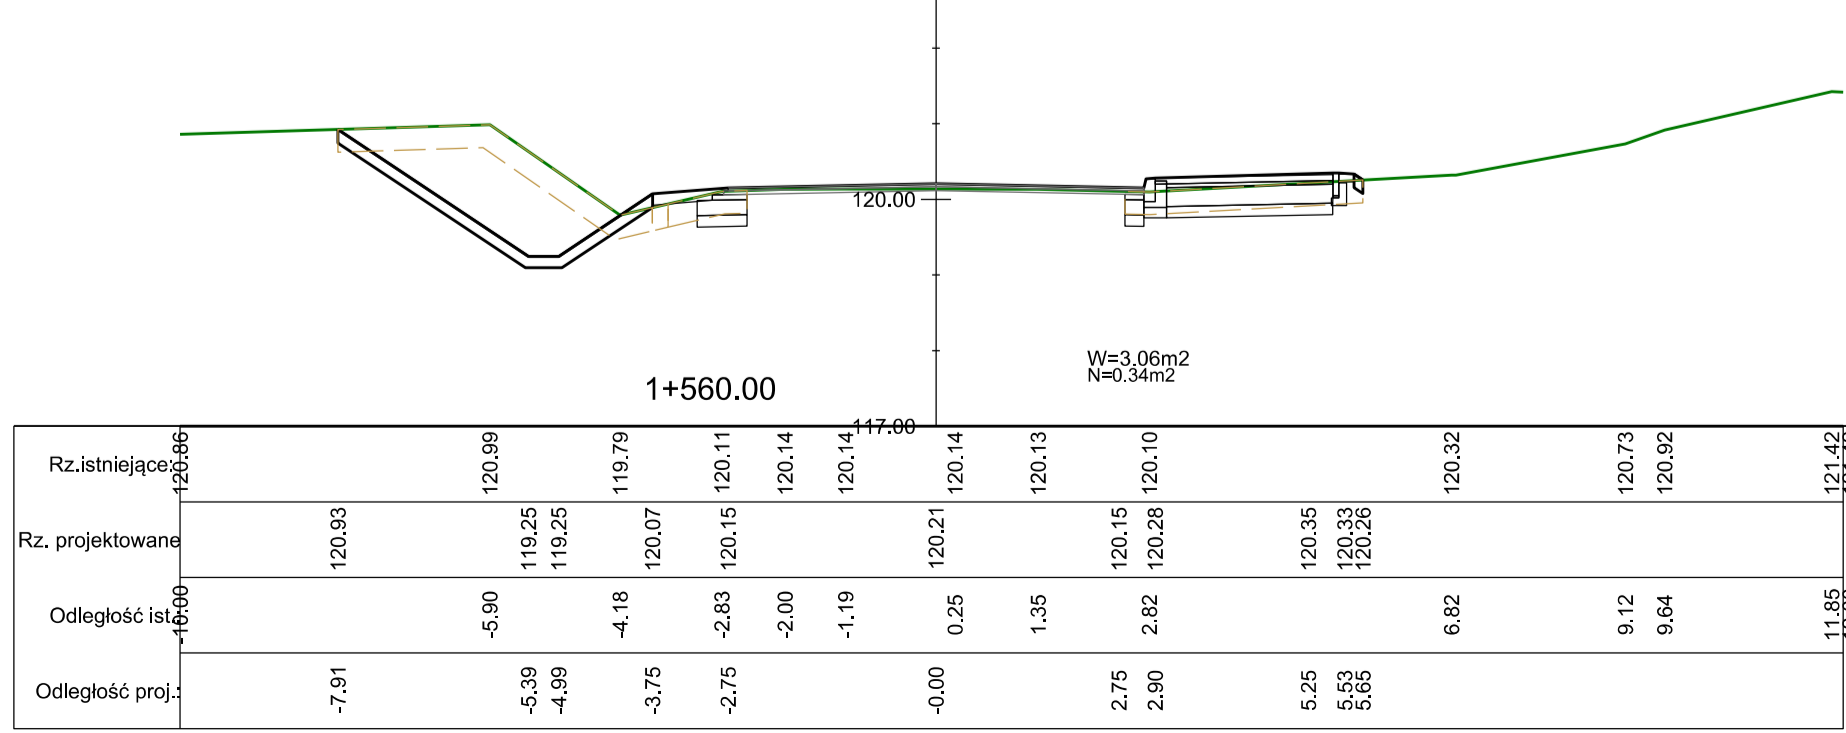 120.00
W=3.06m2
N=0.34m2
1+560.00
117.00
Rz.istniejące: 120.86 120.99 119.79 120.11 120.14 120.14 120.14 120.13 120.10 120.32 120.73 120.92 121.42
Rz. projektowane 120.93 119.25 119.25 120.07 120.15 120.21 120.15 120.28 120.35 120.33 120.26
Odległość ist.: -10.00 -5.90 -4.18 -2.83 -2.00 -1.19 0.25 1.35 2.82 6.82 9.12 9.64 11.85
Odległość proj.: -7.91 -5.39 -4.99 -3.75 -2.75 -0.00 2.75 2.90 5.25 5.53 5.65